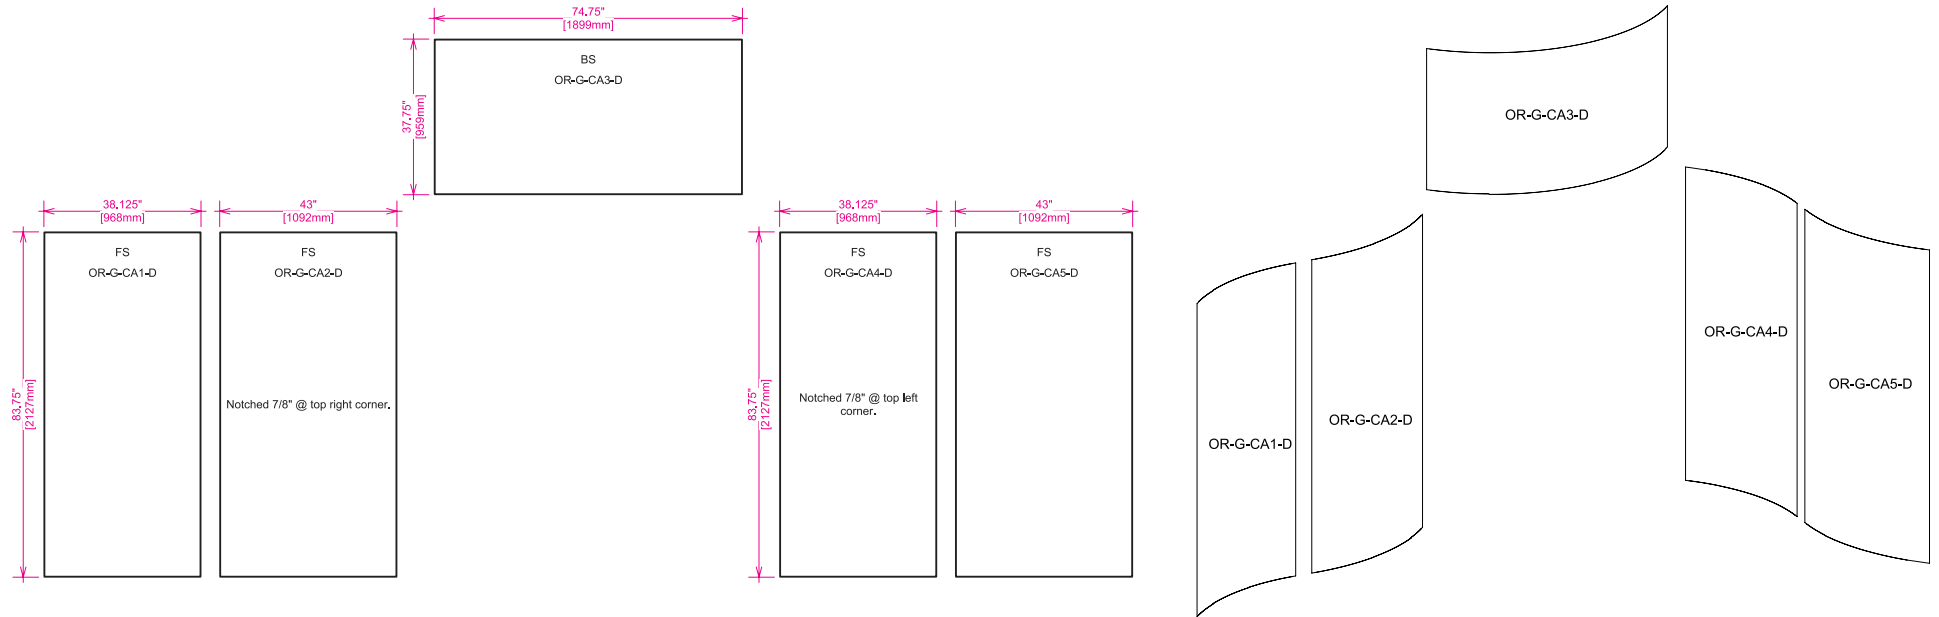 74.75"
[1899mm]
BS
OR-G-CA3-D
37.75"
[959mm]
OR-G-CA3-D
38.125"
[968mm]
43"
[1092mm]
38.125"
[968mm]
43"
[1092mm]
FS
OR-G-CA1-D
FS
OR-G-CA2-D
FS
OR-G-CA4-D
FS
OR-G-CA5-D
83.75"
[2127mm]
Notched 7/8" @ top right corner.
83.75"
[2127mm]
Notched 7/8" @ top left
corner.
OR-G-CA4-D
OR-G-CA5-D
OR-G-CA2-D
OR-G-CA1-D